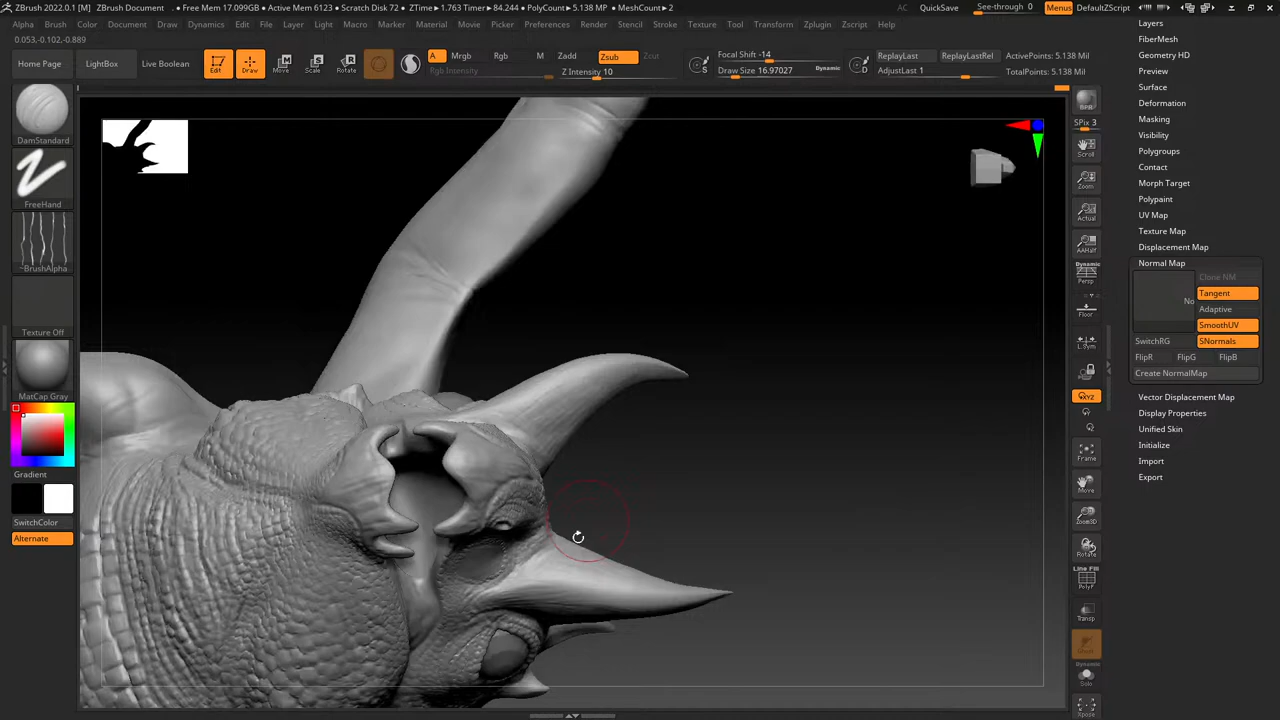 ZBrush 2022.0.1 [M] ZBrush Document . • Free Mem 17.099GB • Active Mem 6123 • Scratch Disk 72 • ZTime▸1.763 Timer▸84.244 • PolyCount▸5.138 MP • MeshCount▸2
AC QuickSave See-through 0 Menus DefaultZScript
Alpha Brush Color Document Draw Dynamics Edit File Layer Light Macro Marker Material Movie Picker Preferences Render Stencil Stroke Texture Tool Transform Zplugin Zscript Help
0.053,-0.102,-0.889
Home Page LightBox Live Boolean
Edit Draw Move Scale Rotate
A Mrgb Rgb M Zadd Zsub Zcut
Rgb Intensity Z Intensity 10
Focal Shift -14
Draw Size 16.97027 Dynamic
S D
ReplayLast ReplayLastRel ActivePoints: 5.138 Mil
AdjustLast 1 TotalPoints: 5.138 Mil
DamStandard
FreeHand
~BrushAlpha
Texture Off
MatCap Gray
Gradient
SwitchColor
Alternate
BPR
SPix 3
Scroll
Zoom
Actual
AAHalf
Dynamic
Persp
Floor
L.Sym
XYZ
Frame
Move
Zoom3D
Rotate
Line Fill
PolyF
Transp
Ghost
Dynamic
Solo
Xpose
Layers
FiberMesh
Geometry HD
Preview
Surface
Deformation
Masking
Visibility
Polygroups
Contact
Morph Target
Polypaint
UV Map
Texture Map
Displacement Map
Normal Map
Clone NM
No Tangent
Adaptive
SmoothUV
SwitchRG SNormals
FlipR FlipG FlipB
Create NormalMap
Vector Displacement Map
Display Properties
Unified Skin
Initialize
Import
Export